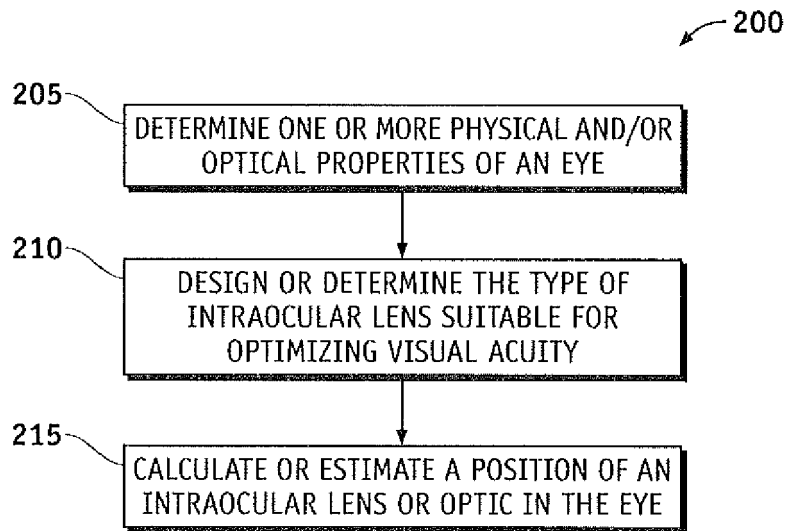 200
205
DETERMINE ONE OR MORE PHYSICAL AND/OR
OPTICAL PROPERTIES OF AN EYE
210
DESIGN OR DETERMINE THE TYPE OF
INTRAOCULAR LENS SUITABLE FOR
OPTIMIZING VISUAL ACUITY
215
CALCULATE OR ESTIMATE A POSITION OF AN
INTRAOCULAR LENS OR OPTIC IN THE EYE